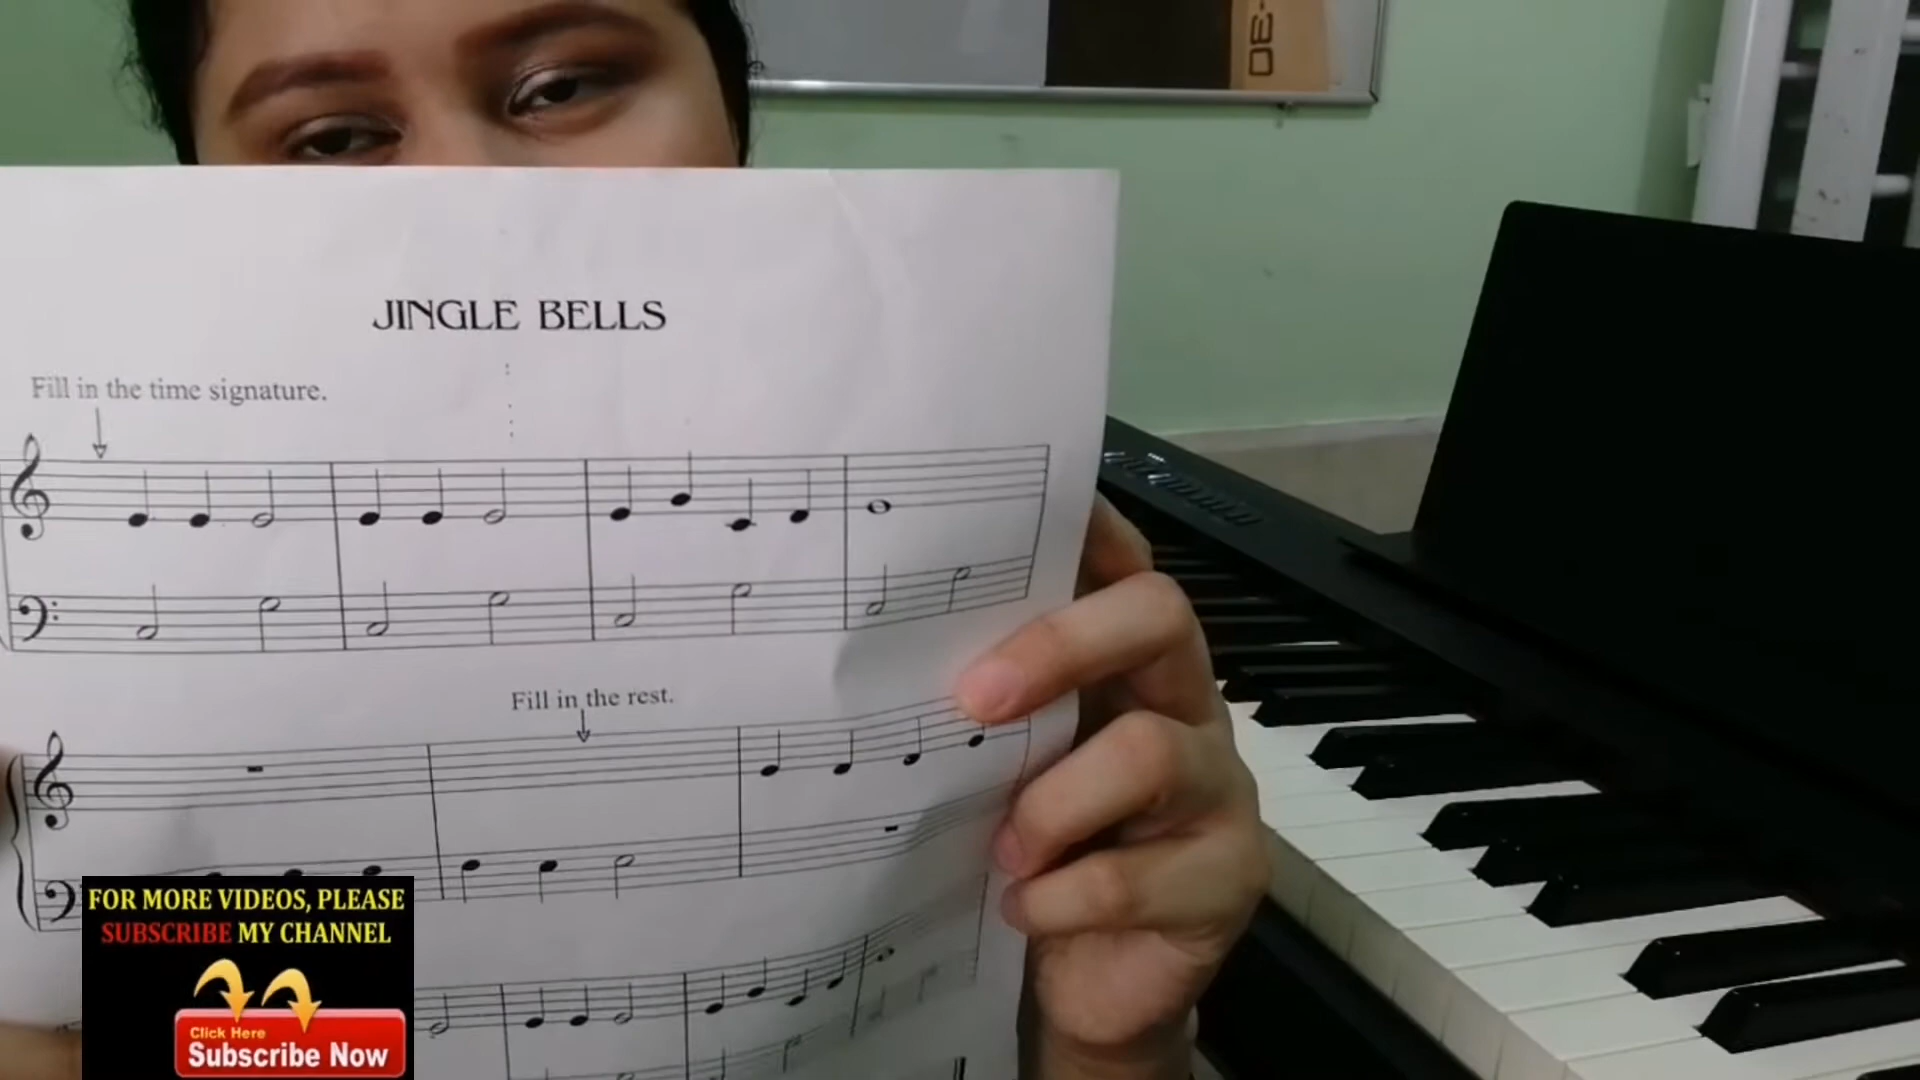 JINGLE BELLS
Fill in the time signature.
Fill in the rest.
FOR MORE VIDEOS, PLEASE
SUBSCRIBE MY CHANNEL
Click Here
Subscribe Now